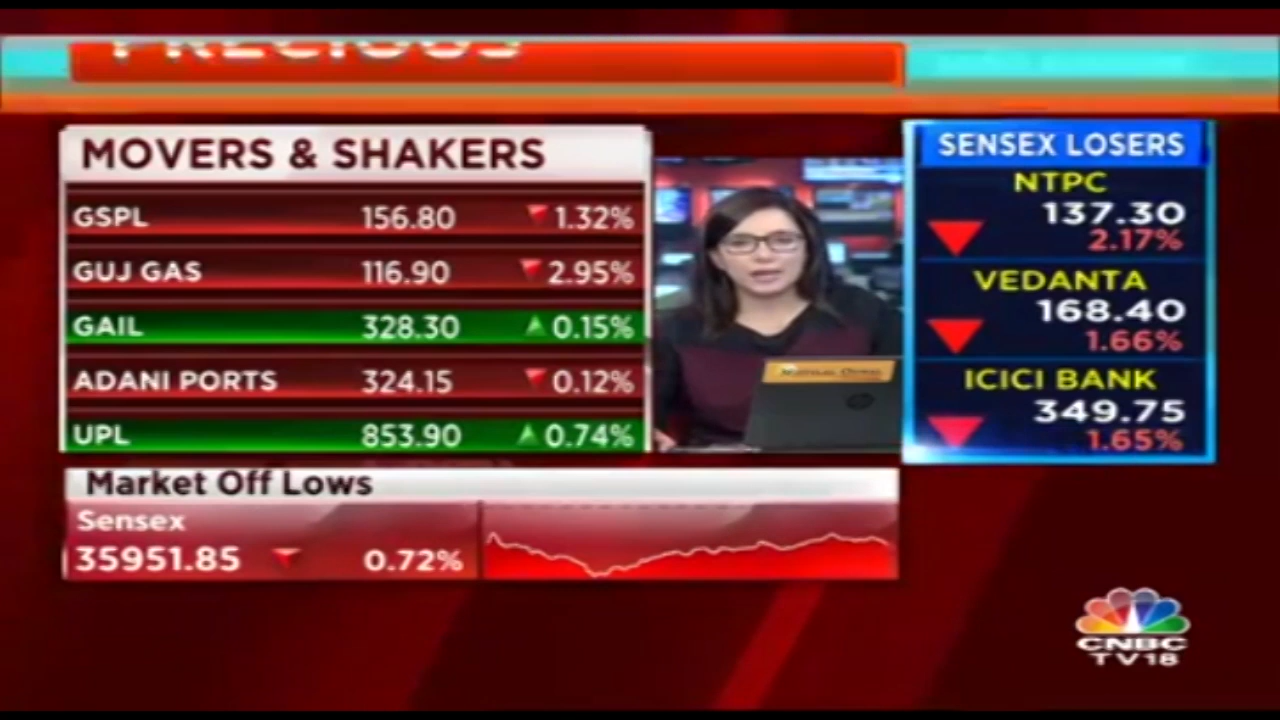 PRECIOUS
MOVERS & SHAKERS
GSPL 156.80 1.32%
GUJ GAS 116.90 2.95%
GAIL 328.30 0.15%
ADANI PORTS 324.15 0.12%
UPL 853.90 0.74%
SENSEX LOSERS
NTPC
137.30
2.17%
VEDANTA
168.40
1.66%
ICICI BANK
349.75
1.65%
Market Off Lows
Sensex
35951.85 0.72%
CNBC
TV18